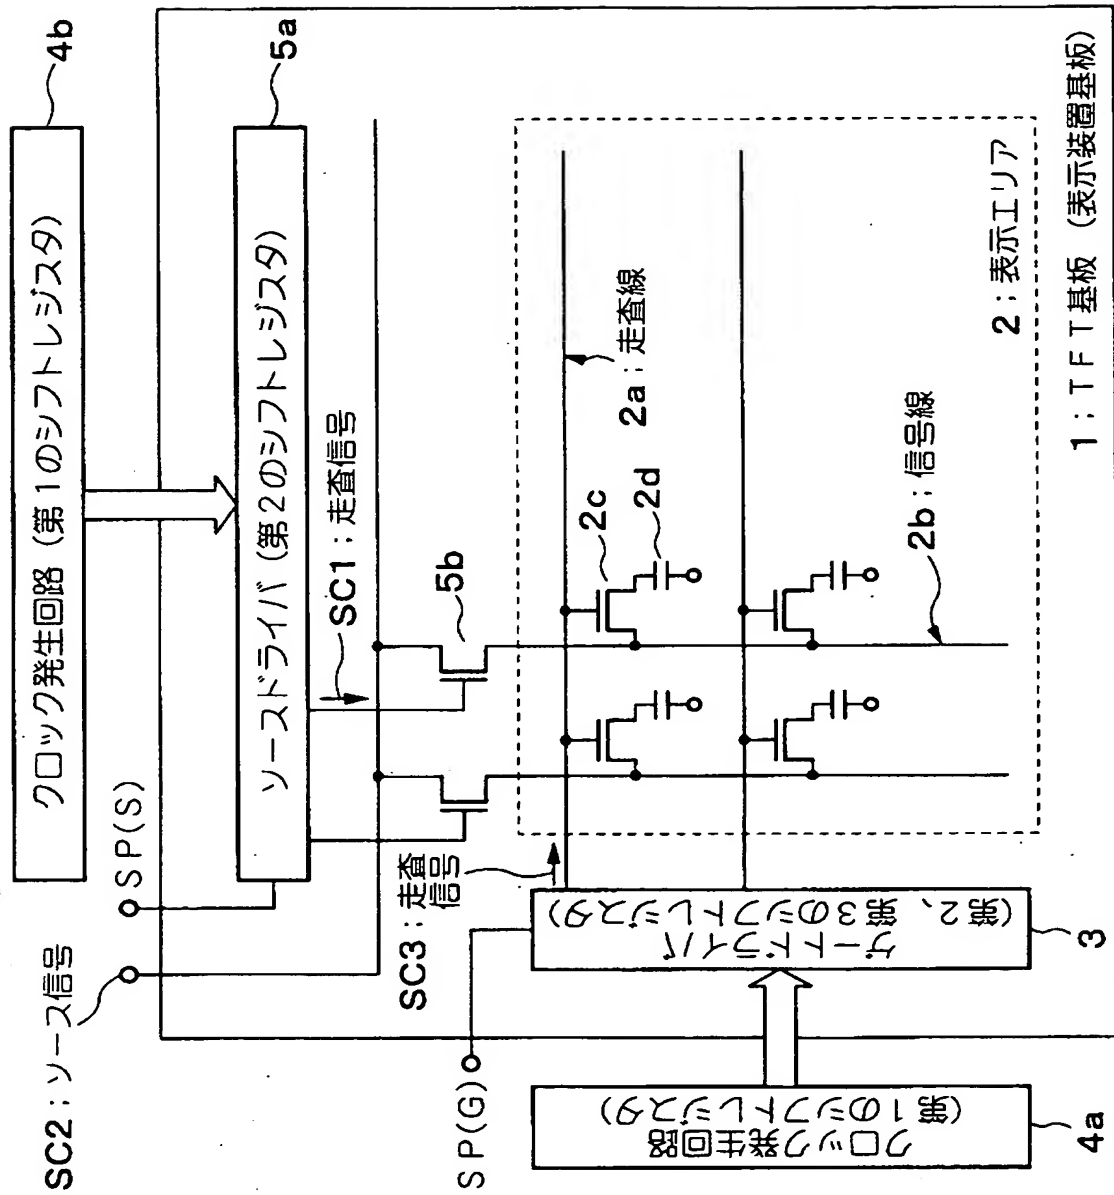 4b
クロック発生回路 (第1のシフトレジスタ)
5a
ソースドライバ (第2のシフトレジスタ)
SP(S)
SC2 ; ソース信号
SC1 ; 走査信号
5b
SC3 ; 走査
信号
2a ; 走査線
2c
2d
2b ; 信号線
2 ; 表示エリア
1 ; TFT基板 (表示装置基板)
ゲートドライバ
(第2、第3のシフトレジスタ)
3
SP(G)
クロック発生回路
(第1のシフトレジスタ)
4a